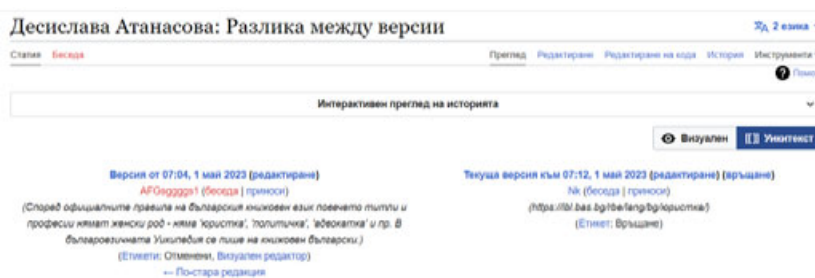 Десислава Атанасова: Разлика между версии
2 езика
Статия Беседа Преглед Редактиране Редактиране на кода История Инструменти
Помо
Интерактивен преглед на историята
Визуален Уикитекст
Версия от 07:04, 1 май 2023 (редактиране)
AFGsggggs1 (беседа | приноси)
(Според официалните правила на българския книжовен език повечето титли и
професии нямат женски род - няма 'юристка', 'политичка', 'адвокатка' и пр. В
българоезичната Уикипедия се пише на книжовен български.)
(Етикети: Отменени, Визуален редактор)
← По-стара редакция
Текуща версия към 07:12, 1 май 2023 (редактиране) (връщане)
Nk (беседа | приноси)
(https://ibl.bas.bg/rbe/lang/bg/юристка/)
(Етикет: Връщане)